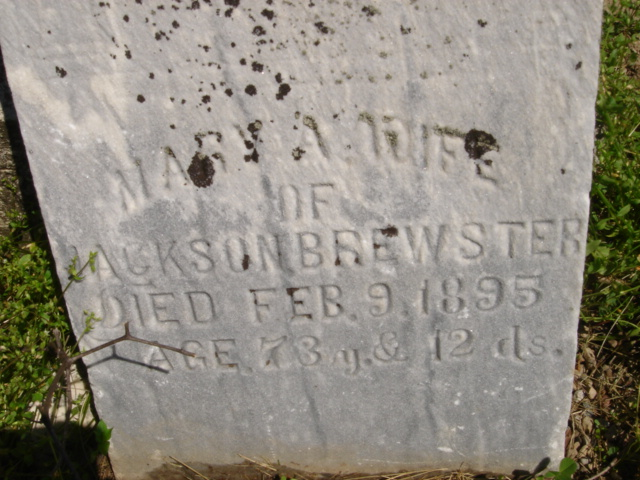 MARY A. WIFE
OF
JACKSON BREWSTER
DIED FEB. 9. 1895
AGE. 73 y. & 12 ds.